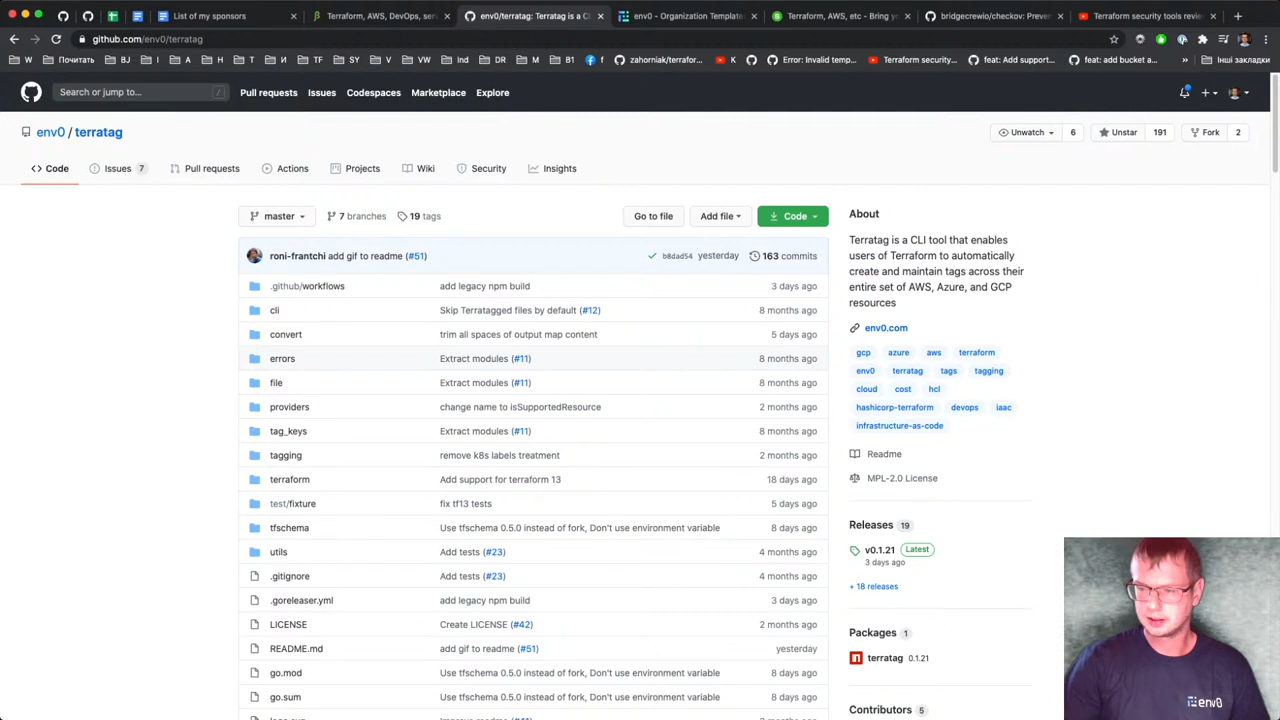 List of my sponsors
Terraform, AWS, DevOps, serv
env0/terratag: Terratag is a C
env0 - Organization Template
Terraform, AWS, etc - Bring yo
bridgecrewio/checkov: Preven
Terraform security tools revie
github.com/env0/terratag
W
Почитать
BJ
I
A
H
T
И
TF
SY
V
VW
Ind
DR
M
B1
f
zahorniak/terrafor...
K
Error: Invalid temp...
Terraform security...
feat: Add support...
feat: add bucket a...
»
Інші закладки
Search or jump to...
/
Pull requests
Issues
Codespaces
Marketplace
Explore
env0 / terratag
Unwatch
6
Unstar
191
Fork
2
Code
Issues 7
Pull requests
Actions
Projects
Wiki
Security
Insights
master
7 branches
19 tags
Go to file
Add file
Code
roni-frantchi add gif to readme (#51)
b8dad54 yesterday
163 commits
.github/workflows
add legacy npm build
3 days ago
cli
Skip Terratagged files by default (#12)
8 months ago
convert
trim all spaces of output map content
5 days ago
errors
Extract modules (#11)
8 months ago
file
Extract modules (#11)
8 months ago
providers
change name to isSupportedResource
2 months ago
tag_keys
Extract modules (#11)
8 months ago
tagging
remove k8s labels treatment
2 months ago
terraform
Add support for terraform 13
18 days ago
test/fixture
fix tf13 tests
5 days ago
tfschema
Use tfschema 0.5.0 instead of fork, Don't use environment variable
8 days ago
utils
Add tests (#23)
4 months ago
.gitignore
Add tests (#23)
4 months ago
.goreleaser.yml
add legacy npm build
3 days ago
LICENSE
Create LICENSE (#42)
2 months ago
README.md
add gif to readme (#51)
yesterday
go.mod
Use tfschema 0.5.0 instead of fork, Don't use environment variable
8 days ago
go.sum
Use tfschema 0.5.0 instead of fork, Don't use environment variable
8 days ago
About
Terratag is a CLI tool that enables
users of Terraform to automatically
create and maintain tags across their
entire set of AWS, Azure, and GCP
resources
env0.com
gcp
azure
aws
terraform
env0
terratag
tags
tagging
cloud
cost
hcl
hashicorp-terraform
devops
iaac
infrastructure-as-code
Readme
MPL-2.0 License
Releases 19
v0.1.21 Latest
3 days ago
+ 18 releases
Packages 1
terratag 0.1.21
Contributors 5
env0